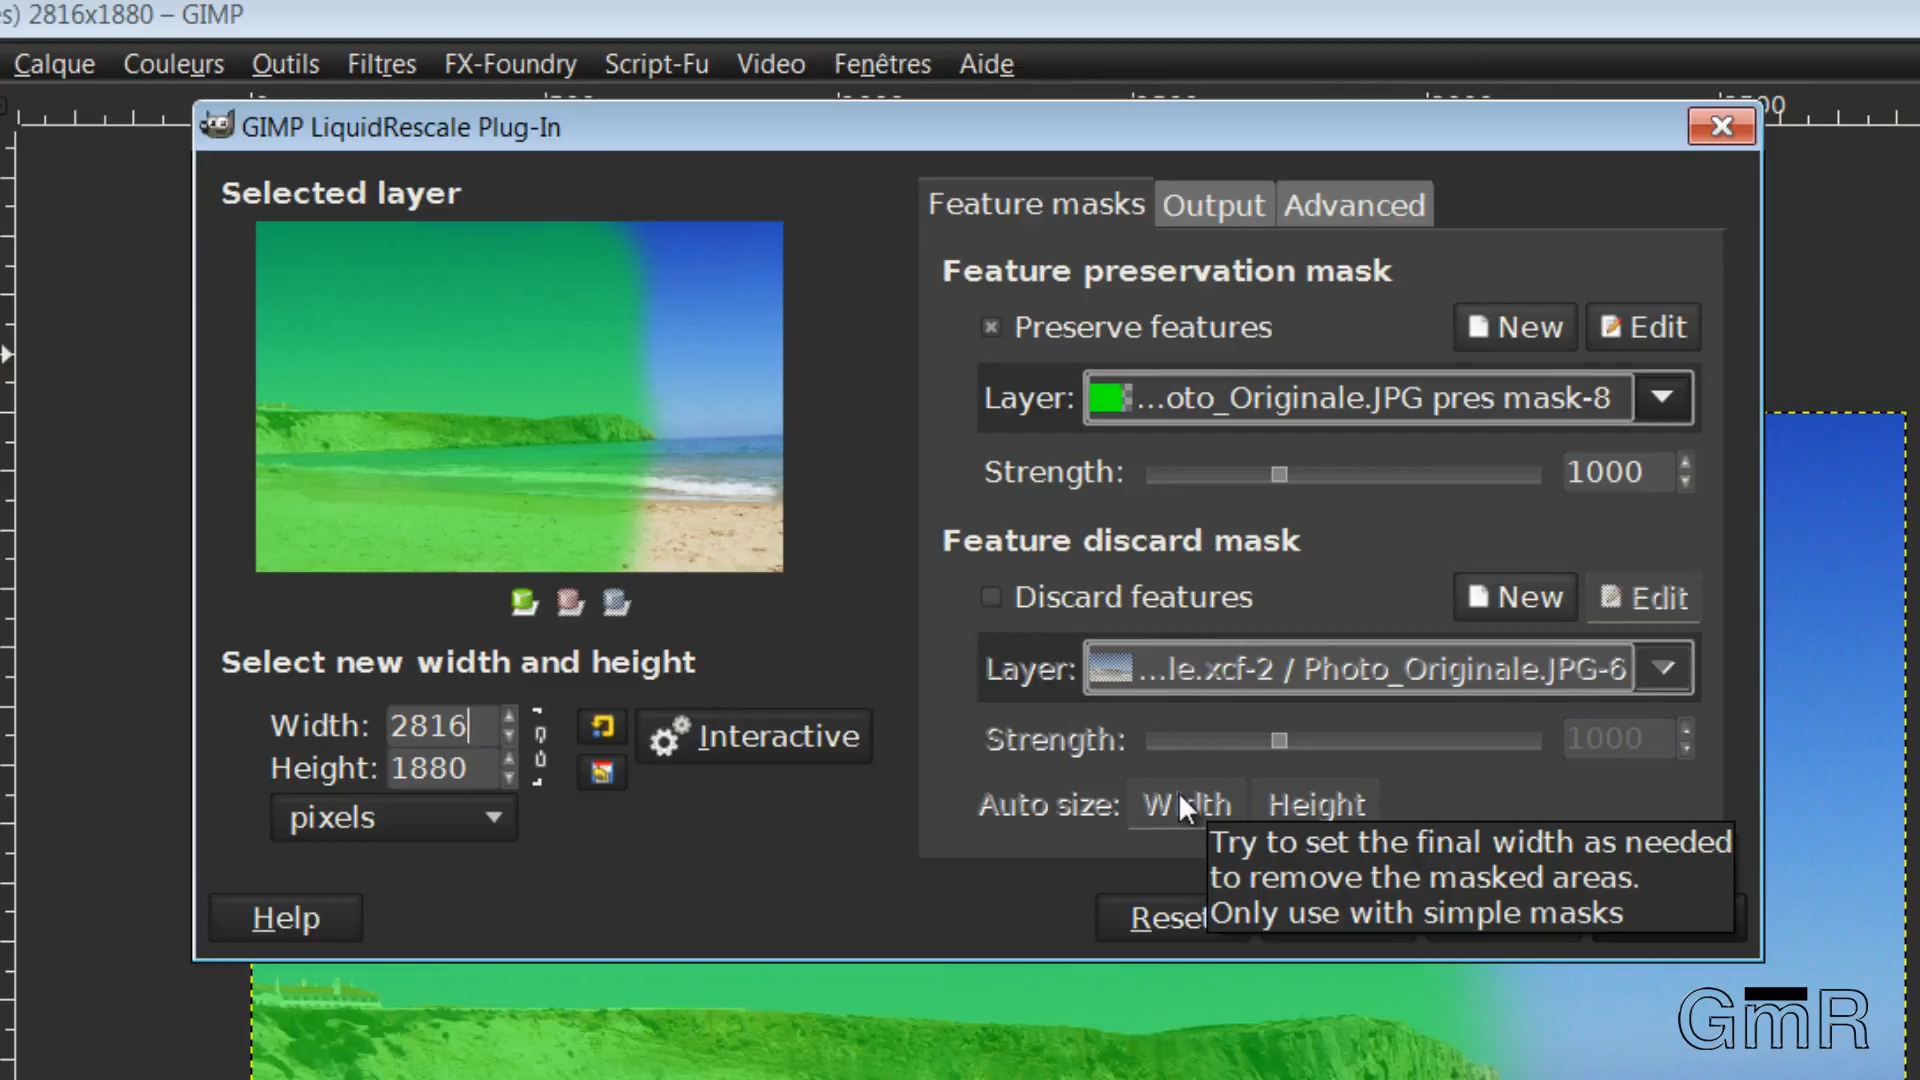 s) 2816x1880 – GIMP
Calque Couleurs Outils Filtres FX-Foundry Script-Fu Video Fenêtres Aide
GIMP LiquidRescale Plug-In
Selected layer
Feature masks Output Advanced
Feature preservation mask
Preserve features New Edit
Layer: ...oto_Originale.JPG pres mask-8
Strength: 1000
Feature discard mask
Discard features New Edit
Layer: ...le.xcf-2 / Photo_Originale.JPG-6
Strength: 1000
Auto size: Width Height
Select new width and height
Width: 2816
Height: 1880
Interactive
pixels
Try to set the final width as needed
to remove the masked areas.
Only use with simple masks
Help Reset
GmR